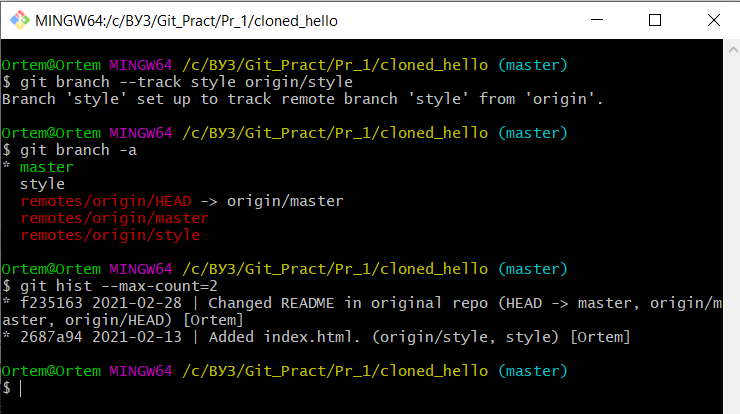 MINGW64:/c/ВУЗ/Git_Pract/Pr_1/cloned_hello
Ortem@Ortem MINGW64 /c/ВУЗ/Git_Pract/Pr_1/cloned_hello (master)
$ git branch --track style origin/style
Branch 'style' set up to track remote branch 'style' from 'origin'.
Ortem@Ortem MINGW64 /c/ВУЗ/Git_Pract/Pr_1/cloned_hello (master)
$ git branch -a
* master
  style
  remotes/origin/HEAD -> origin/master
  remotes/origin/master
  remotes/origin/style
Ortem@Ortem MINGW64 /c/ВУЗ/Git_Pract/Pr_1/cloned_hello (master)
$ git hist --max-count=2
* f235163 2021-02-28 | Changed README in original repo (HEAD -> master, origin/m
aster, origin/HEAD) [Ortem]
* 2687a94 2021-02-13 | Added index.html. (origin/style, style) [Ortem]
Ortem@Ortem MINGW64 /c/ВУЗ/Git_Pract/Pr_1/cloned_hello (master)
$